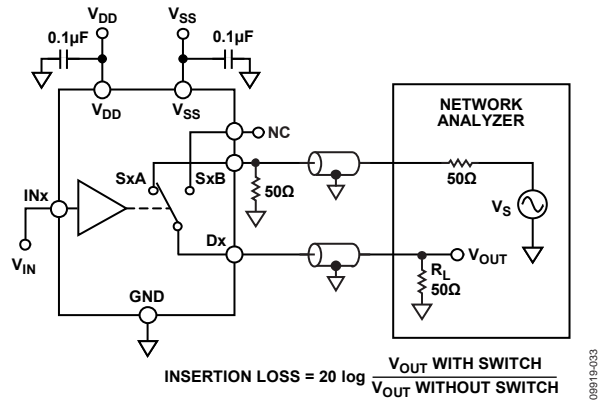 VDD
VSS
0.1µF
0.1µF
VDD
VSS
NC
NETWORK
ANALYZER
SxA
SxB
50Ω
50Ω
VS
INx
Dx
VOUT
RL
50Ω
VIN
GND
INSERTION LOSS = 20 log VOUT WITH SWITCH
VOUT WITHOUT SWITCH
09919-033